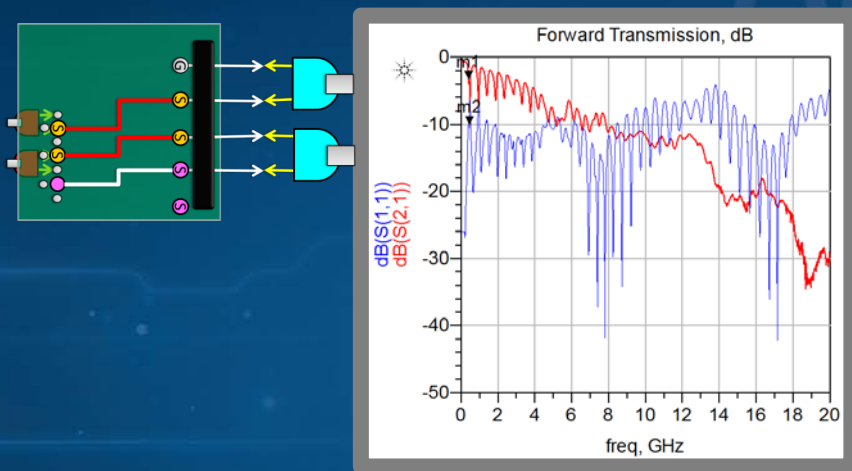 Forward Transmission, dB
m1
m2
G
S
S
S
S
S
S
dB(S(1,1))
dB(S(2,1))
0
-10
-20
-30
-40
-50
0 2 4 6 8 10 12 14 16 18 20
freq, GHz